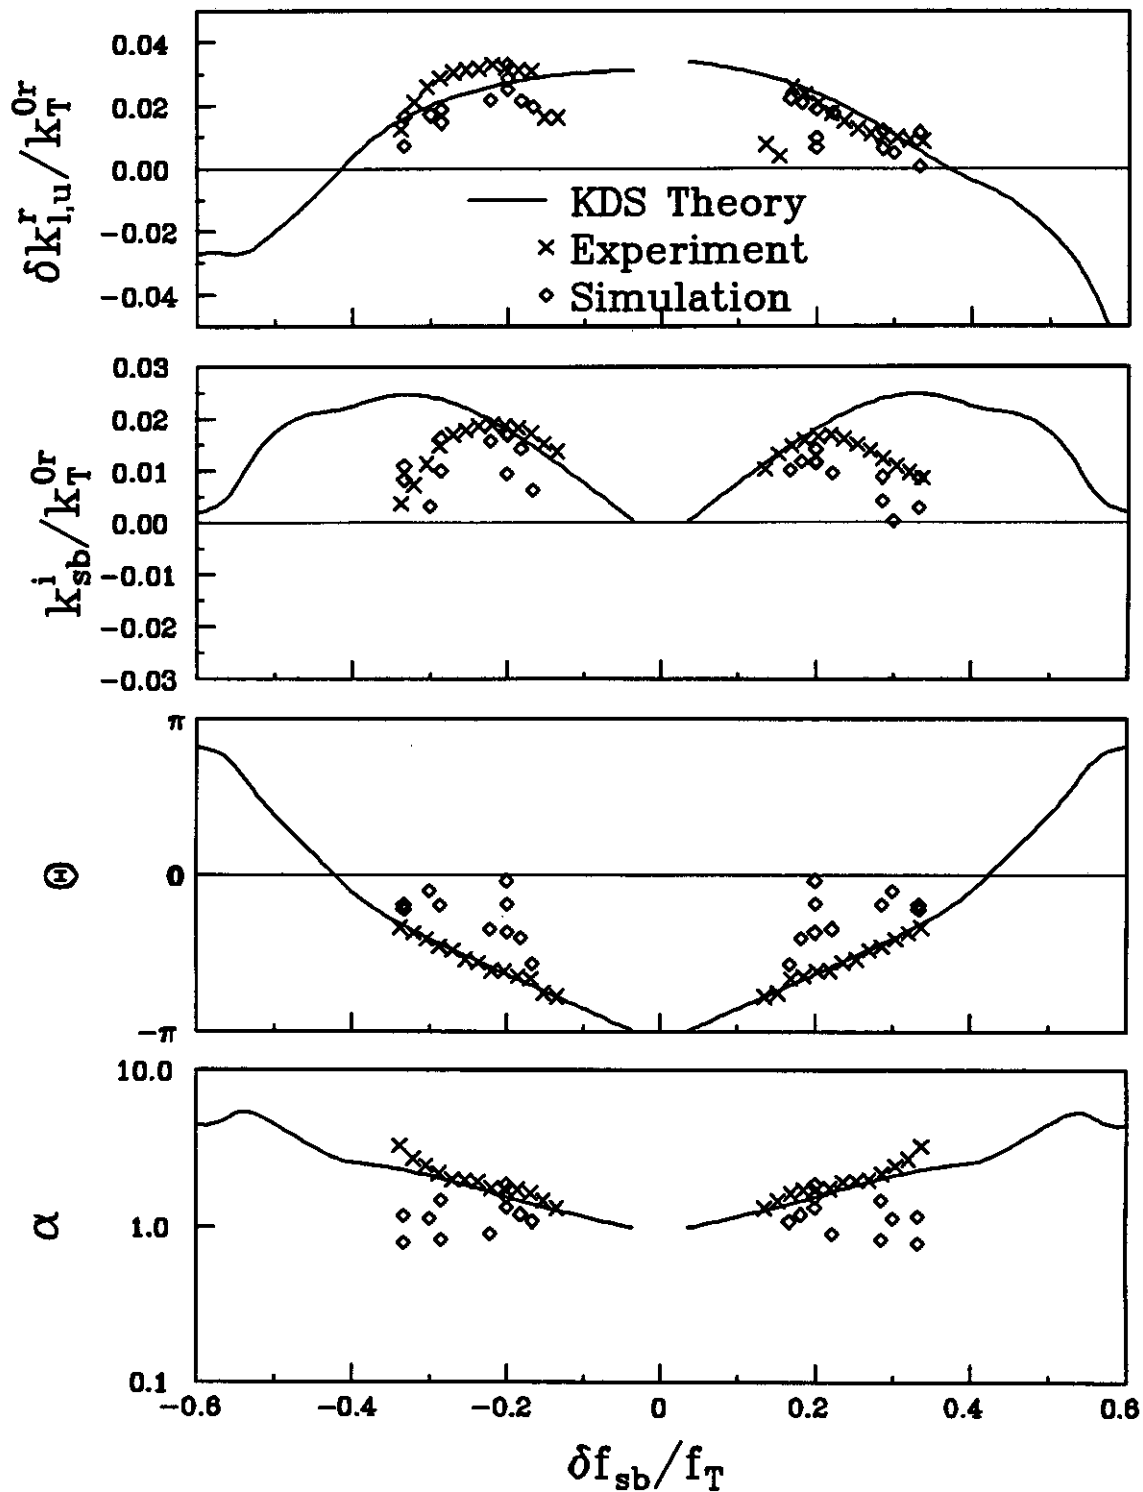 0.04
0.02
0.00
−0.02
−0.04
δk^r_{l,u}/k_T^{0r}
KDS Theory
Experiment
Simulation
0.03
0.02
0.01
0.00
−0.01
−0.02
−0.03
k^i_{sb}/k_T^{0r}
π
0
−π
Θ
10.0
1.0
0.1
α
−0.6 −0.4 −0.2 0 0.2 0.4 0.6
δf_{sb}/f_T